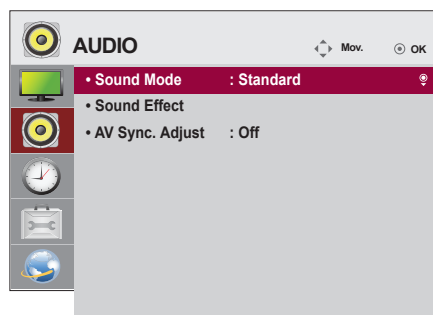 AUDIO Mov. OK
• Sound Mode : Standard
• Sound Effect
• AV Sync. Adjust : Off